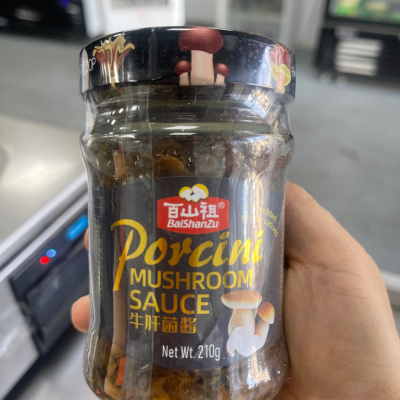 百山祖
BaiShanZu
Porcini
MUSHROOM
SAUCE
牛肝菌酱
Net Wt. 210g